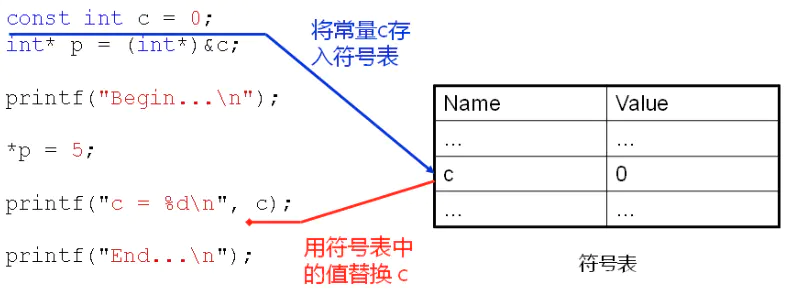 const int c = 0;
int* p = (int*)&c;
printf("Begin...\n");
*p = 5;
printf("c = %d\n", c);
printf("End...\n");
将常量c存
入符号表
用符号表中
的值替换 c
Name Value
... ...
c 0
... ...
符号表